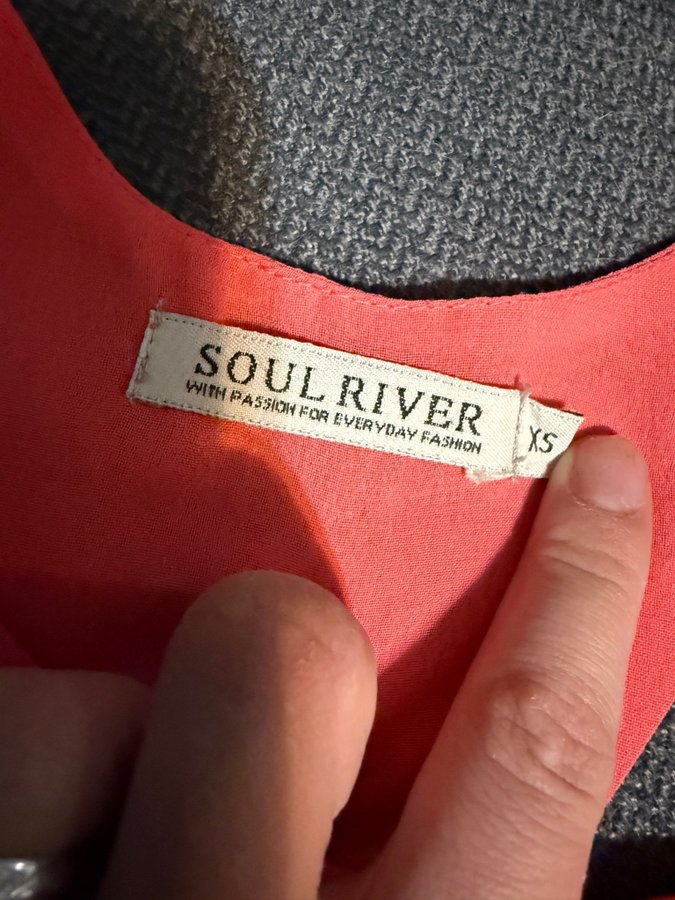 SOUL RIVER
WITH PASSION FOR EVERYDAY FASHION
XS